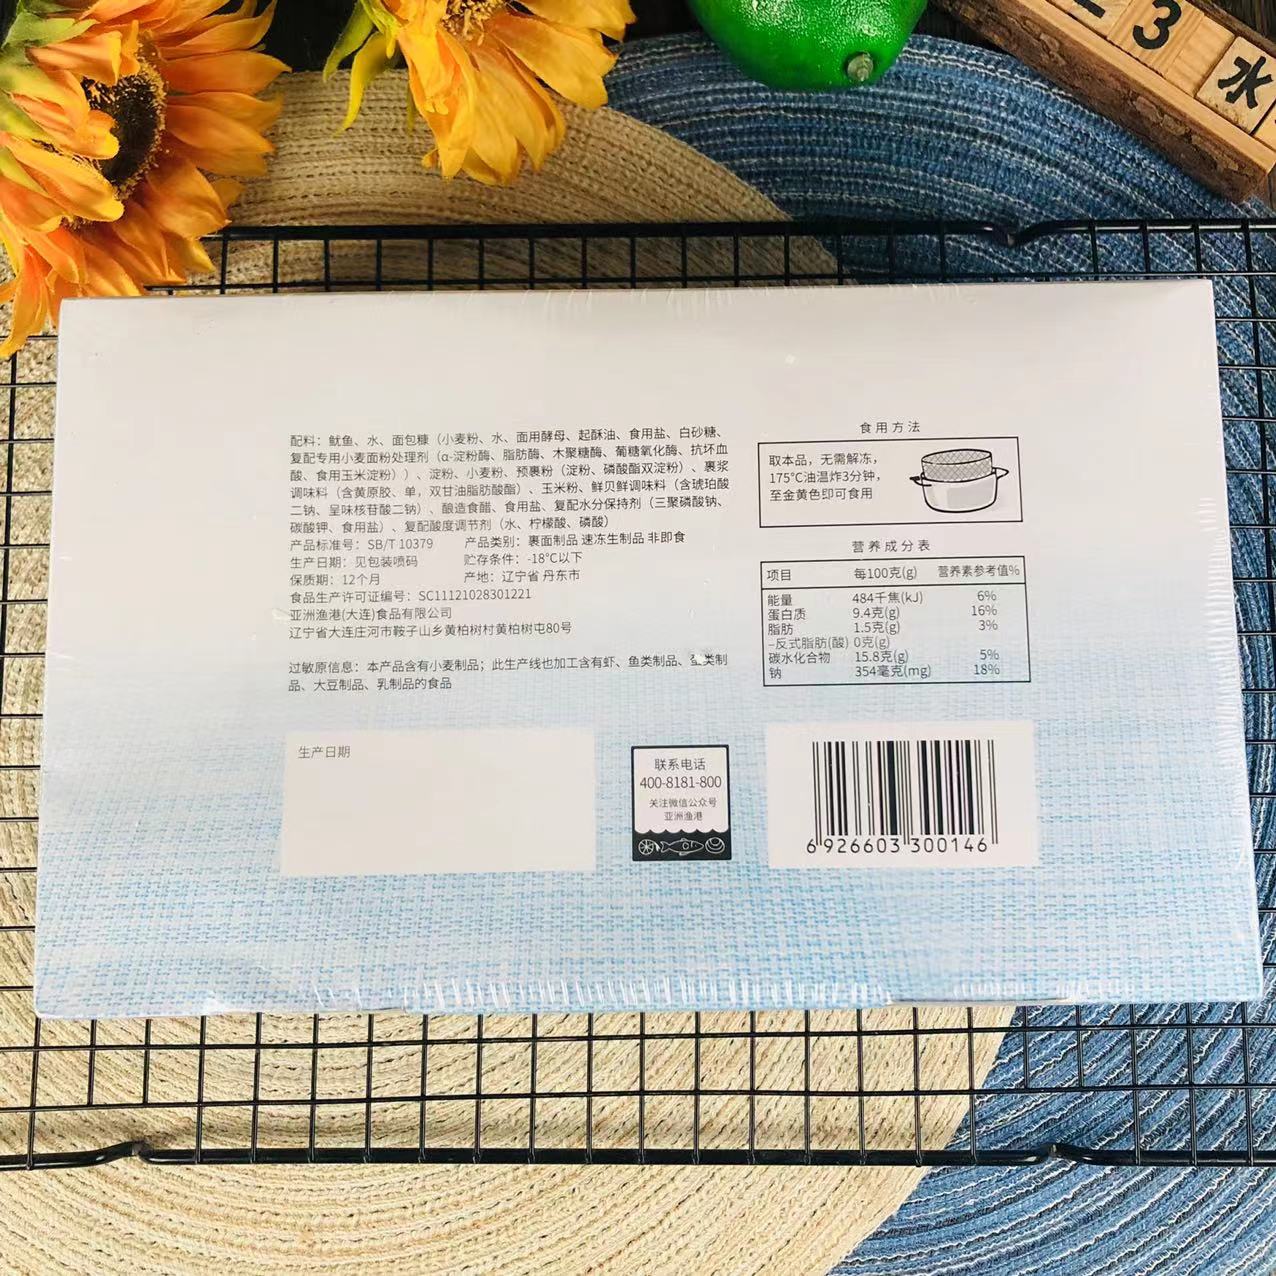 3
水
配料：鱿鱼、水、面包糠（小麦粉、水、面用酵母、起酥油、食用盐、白砂糖、
复配专用小麦面粉处理剂（α-淀粉酶、脂肪酶、木聚糖酶、葡糖氧化酶、抗坏血
酸、食用玉米淀粉））、淀粉、小麦粉、预裹粉（淀粉、磷酸酯双淀粉）、裹浆
调味料（含黄原胶、单，双甘油脂肪酸酯）、玉米粉、鲜贝鲜调味料（含琥珀酸
二钠、呈味核苷酸二钠）、酿造食醋、食用盐、复配水分保持剂（三聚磷酸钠、
碳酸钾、食用盐）、复配酸度调节剂（水、柠檬酸、磷酸）
产品标准号：SB/T 10379 产品类别：裹面制品 速冻生制品 非即食
生产日期：见包装喷码 贮存条件：-18℃以下
保质期：12个月 产地：辽宁省 丹东市
食品生产许可证编号：SC11121028301221
亚洲渔港(大连)食品有限公司
辽宁省大连庄河市鞍子山乡黄柏树村黄柏树屯80号
过敏原信息：本产品含有小麦制品；此生产线也加工含有虾、鱼类制品、蛋类制
品、大豆制品、乳制品的食品
食用方法
取本品，无需解冻，
175℃油温炸3分钟，
至金黄色即可食用
营养成分表
项目 每100克(g) 营养素参考值%
能量 484千焦(kJ) 6%
蛋白质 9.4克(g) 16%
脂肪 1.5克(g) 3%
-反式脂肪(酸) 0克(g)
碳水化合物 15.8克(g) 5%
钠 354毫克(mg) 18%
生产日期
联系电话
400-8181-800
关注微信公众号
亚洲渔港
6 926603 300146